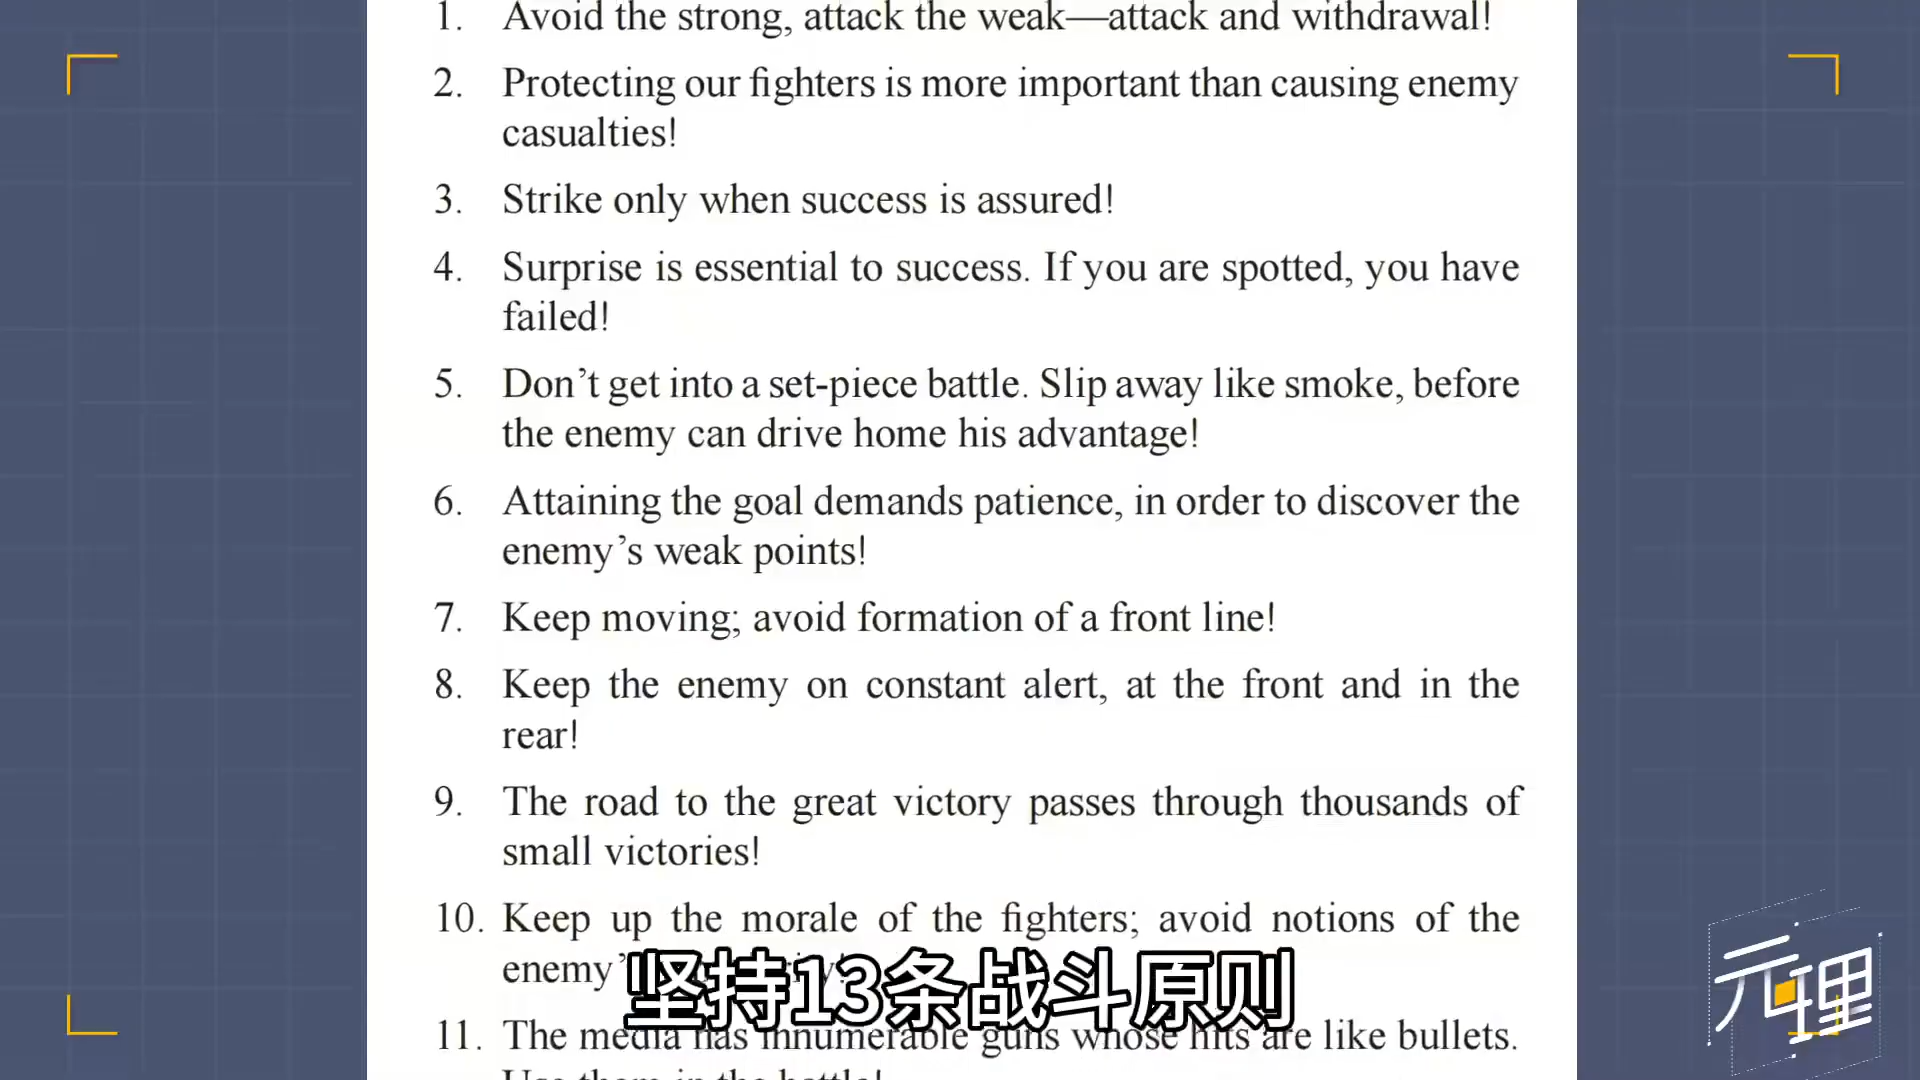 1. Avoid the strong, attack the weak—attack and withdrawal!
2. Protecting our fighters is more important than causing enemy
casualties!
3. Strike only when success is assured!
4. Surprise is essential to success. If you are spotted, you have
failed!
5. Don’t get into a set-piece battle. Slip away like smoke, before
the enemy can drive home his advantage!
6. Attaining the goal demands patience, in order to discover the
enemy’s weak points!
7. Keep moving; avoid formation of a front line!
8. Keep the enemy on constant alert, at the front and in the
rear!
9. The road to the great victory passes through thousands of
small victories!
10. Keep up the morale of the fighters; avoid notions of the
enemy’
坚持13条战斗原则
11. The media has innumerable guns whose hits are like bullets.
Use them in the battle!
元理